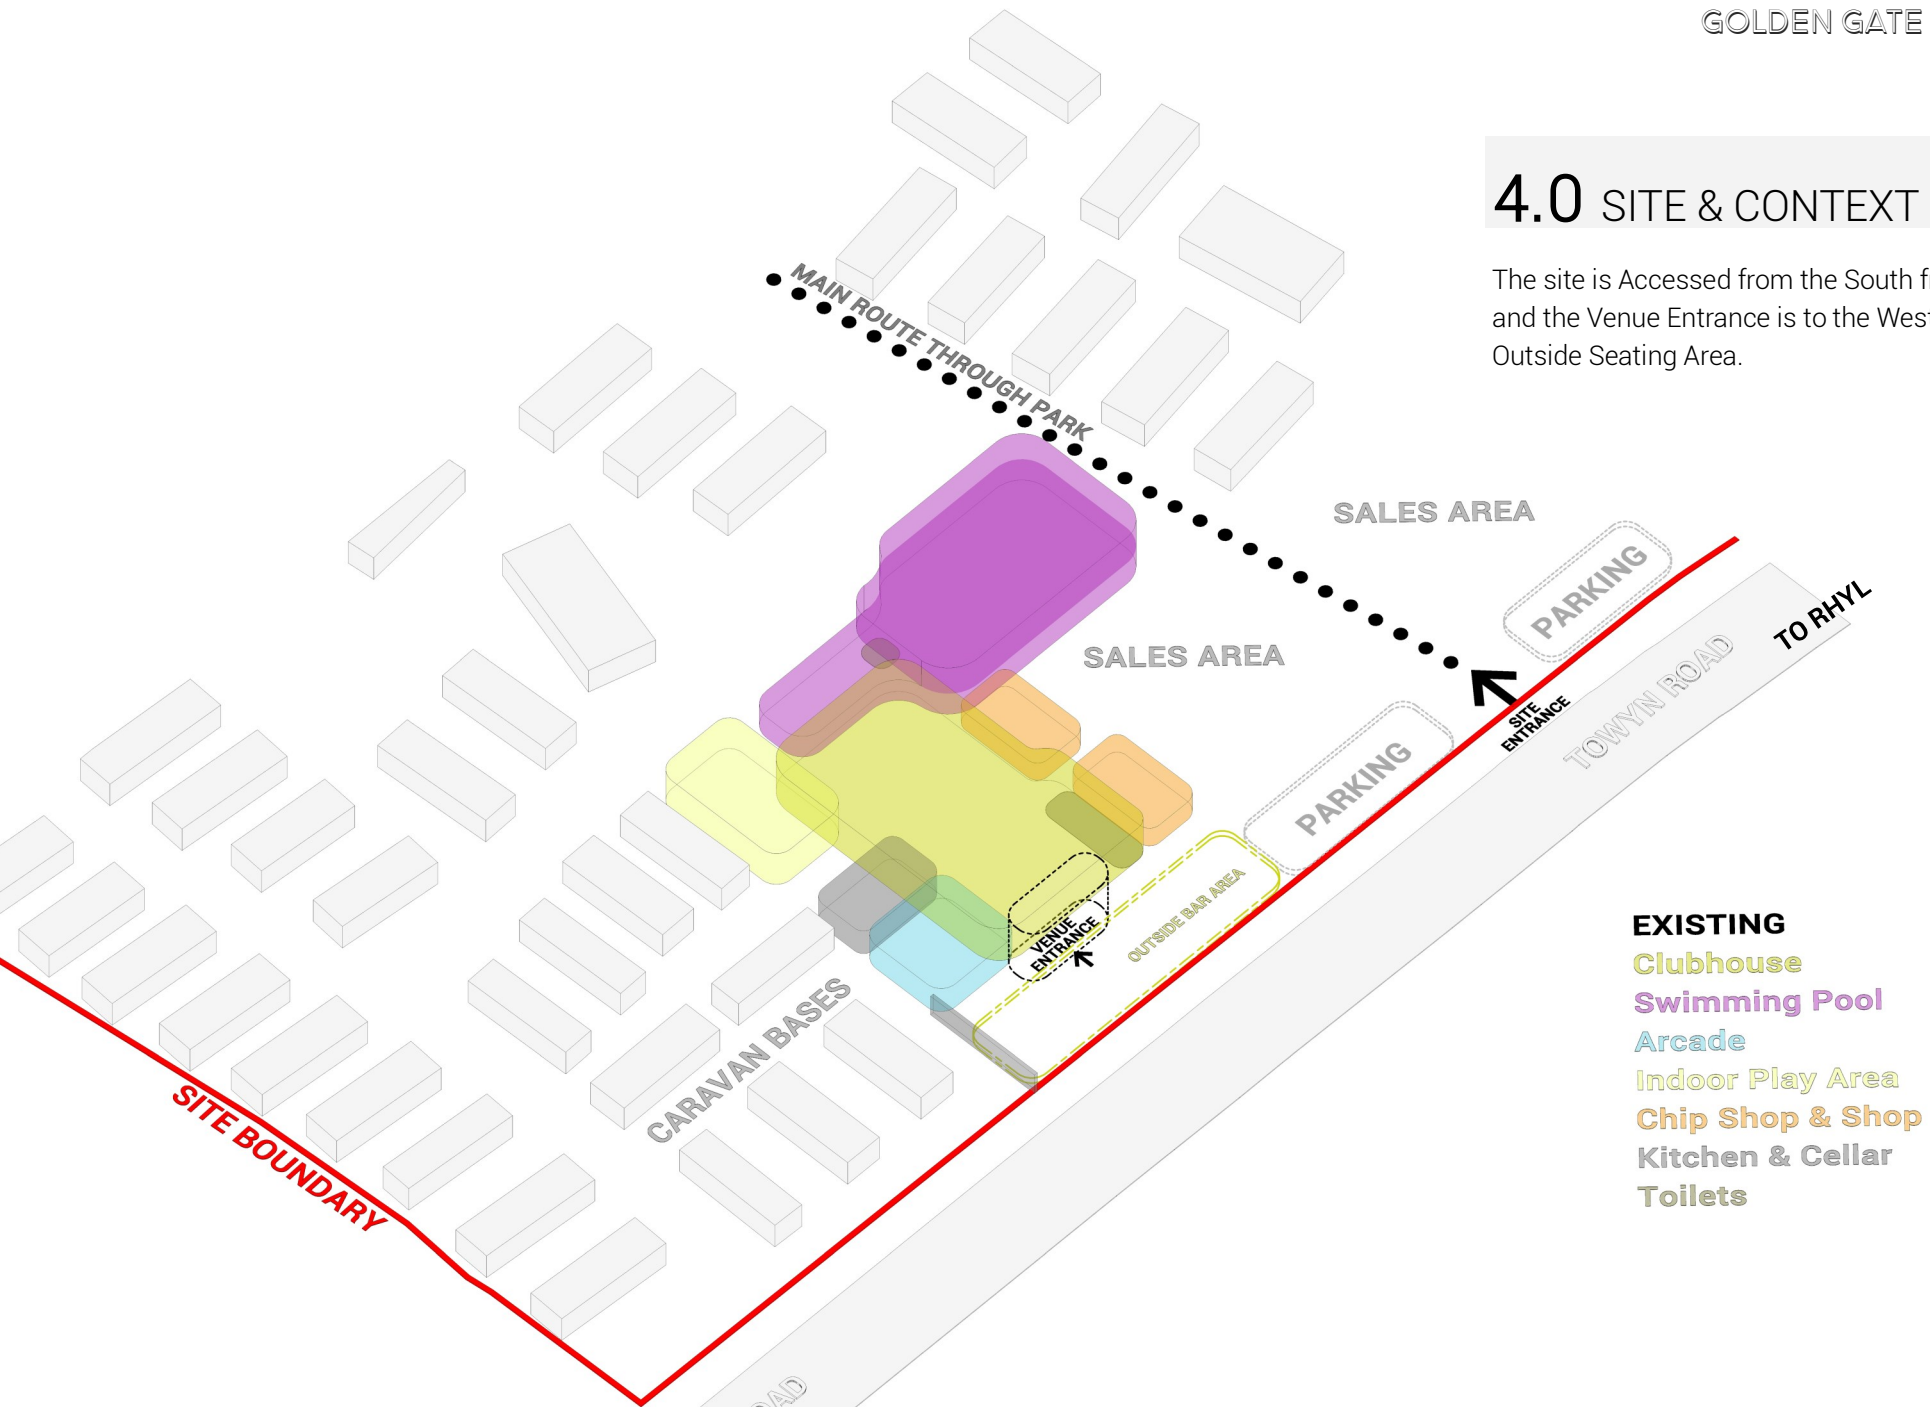 GOLDEN GATE
4.0 SITE & CONTEXT
The site is Accessed from the South
and the Venue Entrance is to the West
Outside Seating Area.
MAIN ROUTE THROUGH PARK
SALES AREA
SALES AREA
PARKING
PARKING
TO RHYL
TOWYN ROAD
SITE
ENTRANCE
OUTSIDE BAR AREA
VENUE
ENTRANCE
CARAVAN BASES
SITE BOUNDARY
EXISTING
Clubhouse
Swimming Pool
Arcade
Indoor Play Area
Chip Shop & Shop
Kitchen & Cellar
Toilets